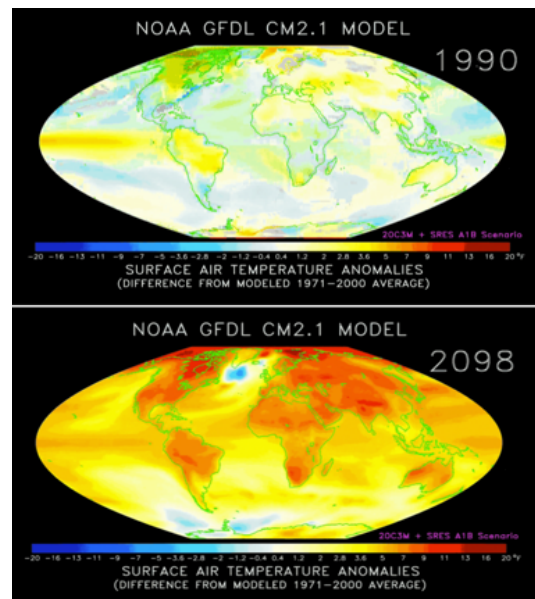 NOAA GFDL CM2.1 MODEL
1990
20C3M + SRES A1B Scenario
-20 -16 -13 -11 -9 -7 -5 -3.6 -2.8 -2 -1.2 -0.4 0.4 1.2 2 2.8 3.6 5 7 9 11 13 16 20°F
SURFACE AIR TEMPERATURE ANOMALIES
(DIFFERENCE FROM MODELED 1971-2000 AVERAGE)
NOAA GFDL CM2.1 MODEL
2098
20C3M + SRES A1B Scenario
-20 -16 -13 -11 -9 -7 -5 -3.6 -2.8 -2 -1.2 -0.4 0.4 1.2 2 2.8 3.6 5 7 9 11 13 16 20°F
SURFACE AIR TEMPERATURE ANOMALIES
(DIFFERENCE FROM MODELED 1971-2000 AVERAGE)